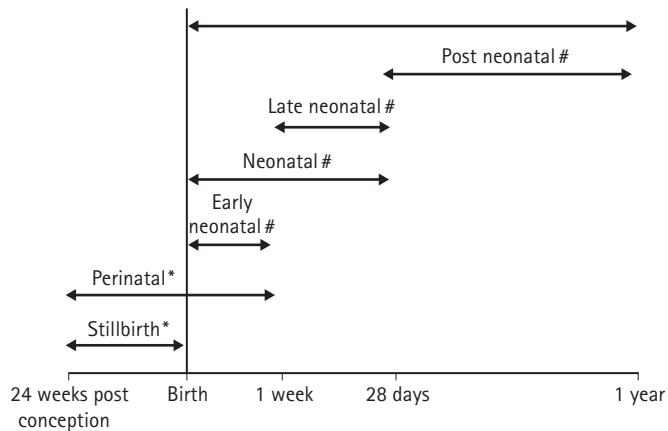 Post neonatal #
Late neonatal #
Neonatal #
Early
neonatal #
Perinatal*
Stillbirth*
24 weeks post
conception
Birth
1 week
28 days
1 year